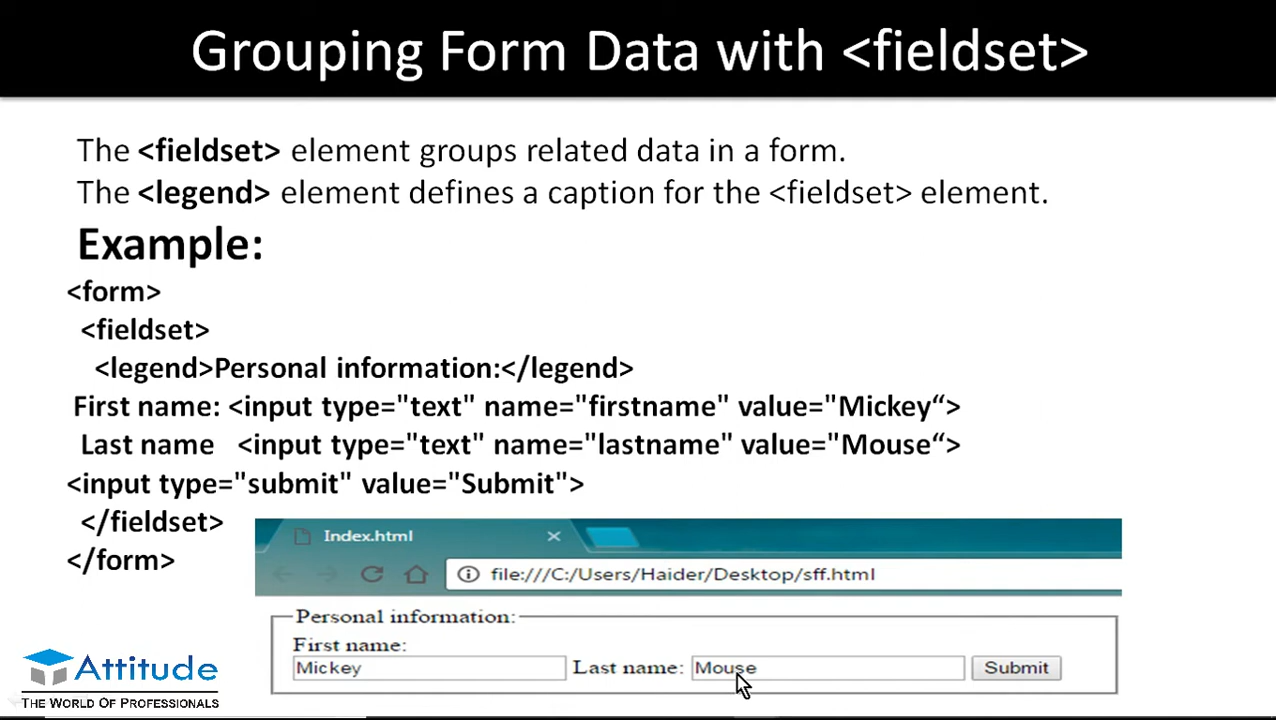 Grouping Form Data with <fieldset>
The <fieldset> element groups related data in a form.
The <legend> element defines a caption for the <fieldset> element.
Example:
<form>
<fieldset>
<legend>Personal information:</legend>
First name: <input type="text" name="firstname" value="Mickey“>
Last name <input type="text" name="lastname" value="Mouse“>
<input type="submit" value="Submit">
</fieldset>
</form>
Index.html
file:///C:/Users/Haider/Desktop/sff.html
Personal information:
First name:
Mickey Last name: Mouse Submit
Attitude
THE WORLD OF PROFESSIONALS